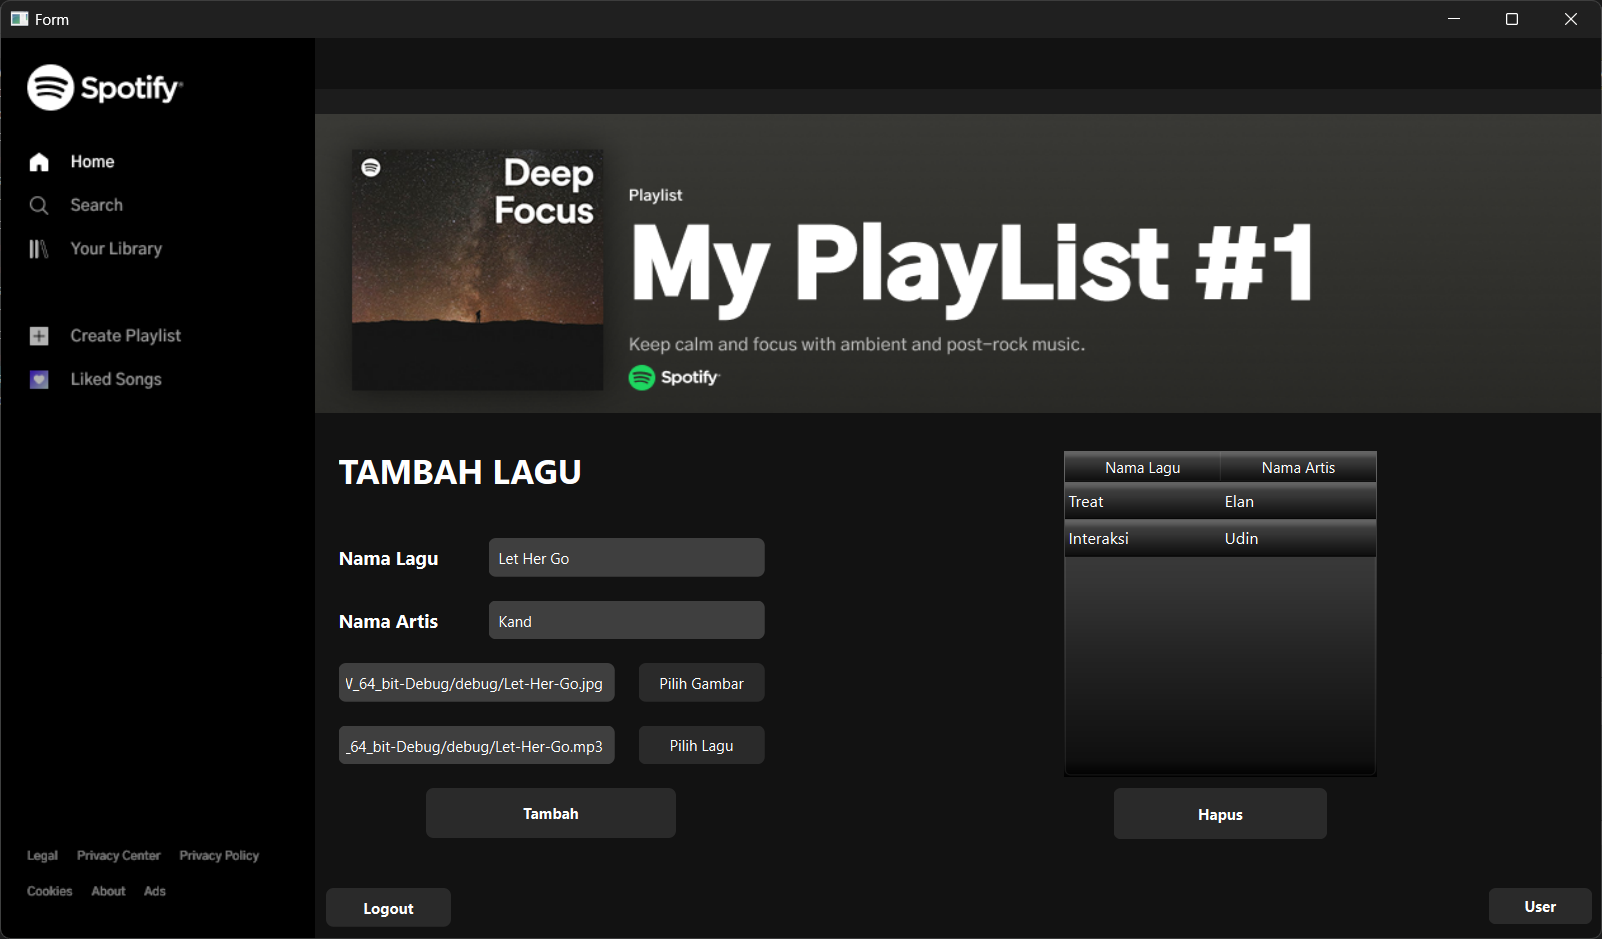 Form
Spotify
Home
Search
Your Library
Create Playlist
Liked Songs
Legal Privacy Center Privacy Policy
Cookies About Ads
Deep
Focus
Playlist
My PlayList #1
Keep calm and focus with ambient and post-rock music.
Spotify
TAMBAH LAGU
Nama Lagu Let Her Go
Nama Artis Kand
_64_bit-Debug/debug/Let-Her-Go.jpg Pilih Gambar
_64_bit-Debug/debug/Let-Her-Go.mp3 Pilih Lagu
Tambah
Nama Lagu Nama Artis
Treat Elan
Interaksi Udin
Hapus
Logout
User